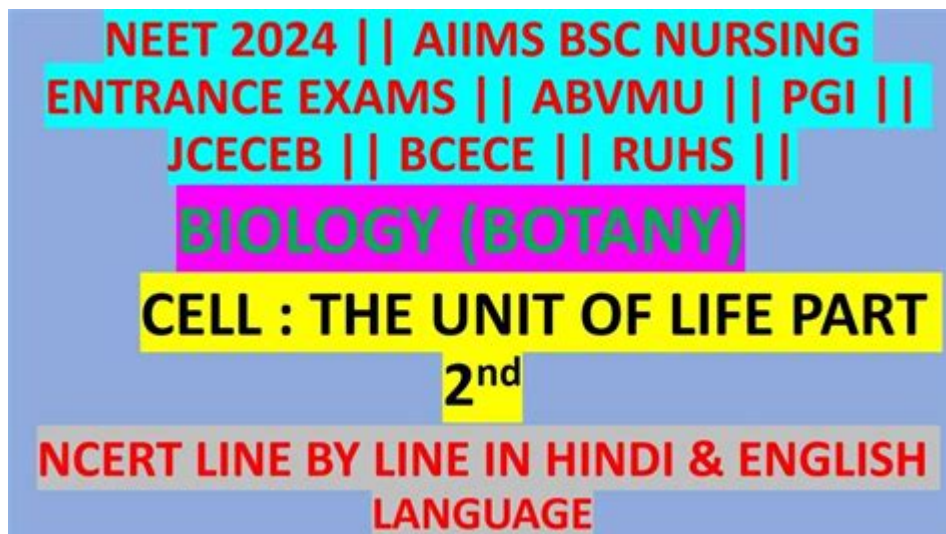 NEET 2024 || AIIMS BSC NURSING
ENTRANCE EXAMS || ABVMU || PGI ||
JCECEB || BCECE || RUHS ||
BIOLOGY (BOTANY)
CELL : THE UNIT OF LIFE PART
2nd
NCERT LINE BY LINE IN HINDI & ENGLISH
LANGUAGE